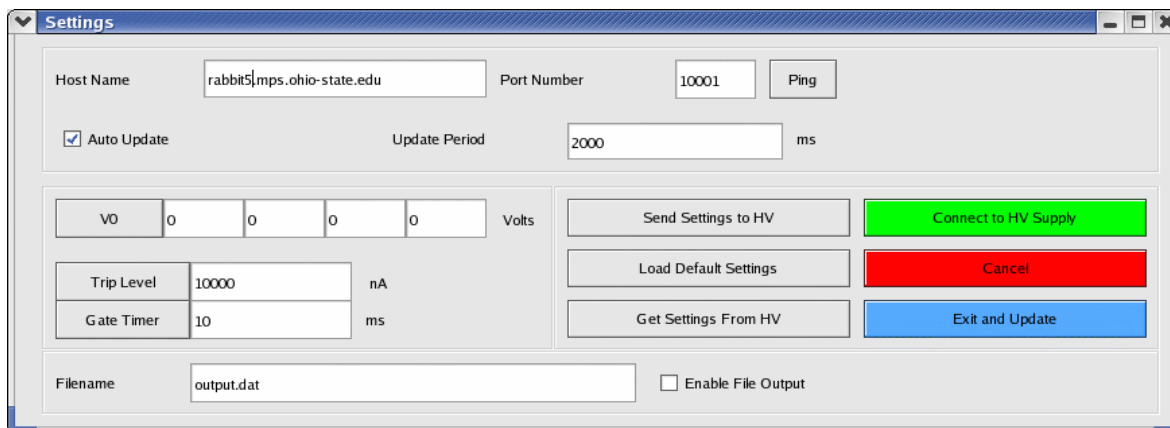 Settings
Host Name rabbit5.mps.ohio-state.edu Port Number 10001 Ping
Auto Update Update Period 2000 ms
V0 0 0 0 0 Volts
Trip Level 10000 nA
Gate Timer 10 ms
Send Settings to HV Connect to HV Supply
Load Default Settings Cancel
Get Settings From HV Exit and Update
Filename output.dat Enable File Output